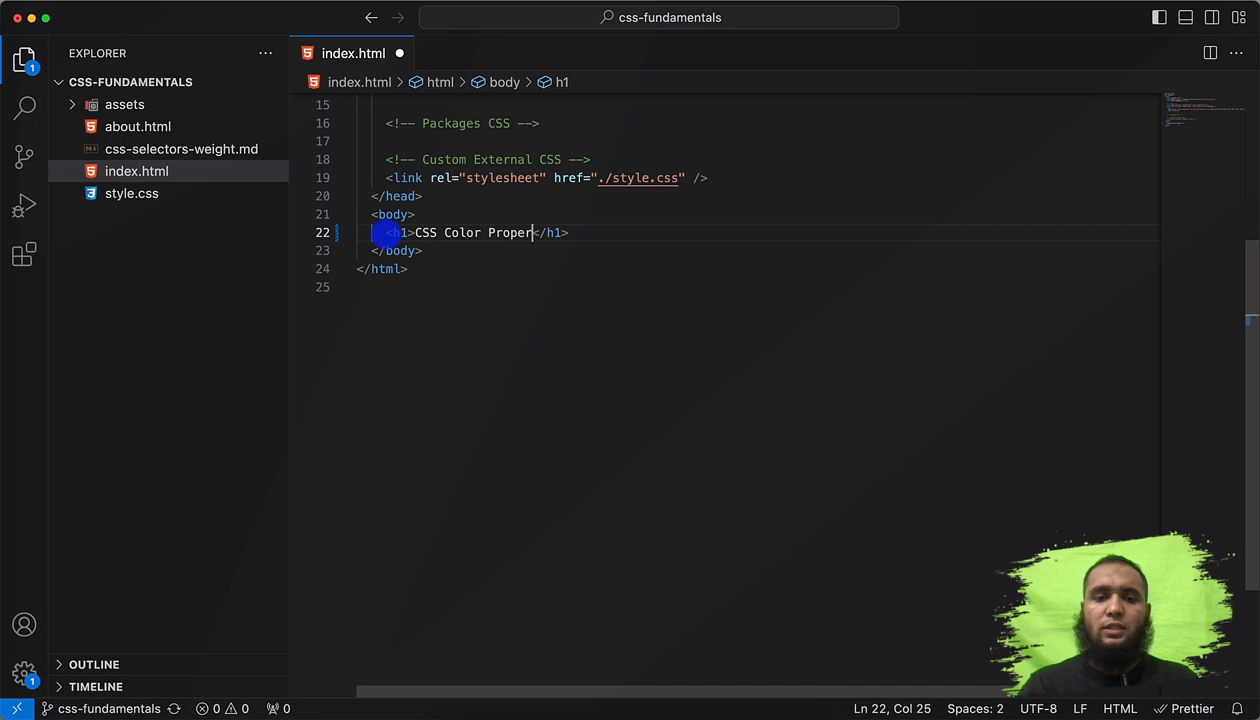 css-fundamentals
EXPLORER
index.html
CSS-FUNDAMENTALS
index.html > html > body > h1
assets
about.html
css-selectors-weight.md
index.html
style.css
1
15
16 <!-- Packages CSS -->
17
18 <!-- Custom External CSS -->
19 <link rel="stylesheet" href="./style.css" />
20 </head>
21 <body>
22 <h1>CSS Color Proper</h1>
23 </body>
24 </html>
25
OUTLINE
1
TIMELINE
css-fundamentals 0 0 0 Ln 22, Col 25 Spaces: 2 UTF-8 LF HTML Prettier